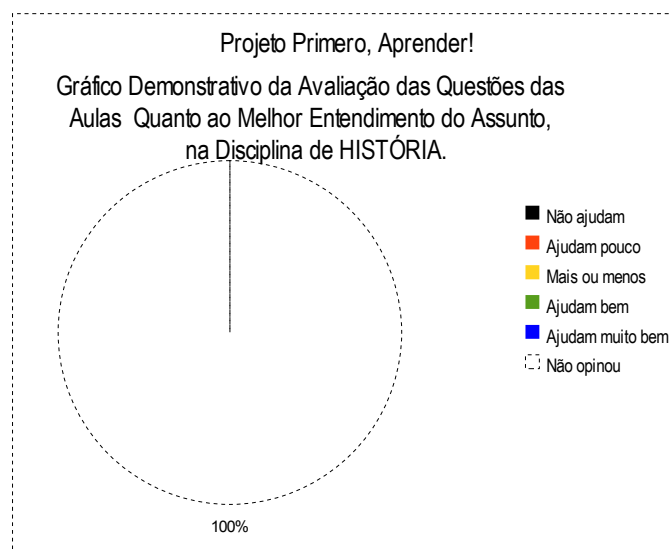 Projeto Primero, Aprender!
Gráfico Demonstrativo da Avaliação das Questões das
Aulas  Quanto ao Melhor Entendimento do Assunto,
na Disciplina de HISTÓRIA.
Não ajudam
Ajudam pouco
Mais ou menos
Ajudam bem
Ajudam muito bem
Não opinou
100%